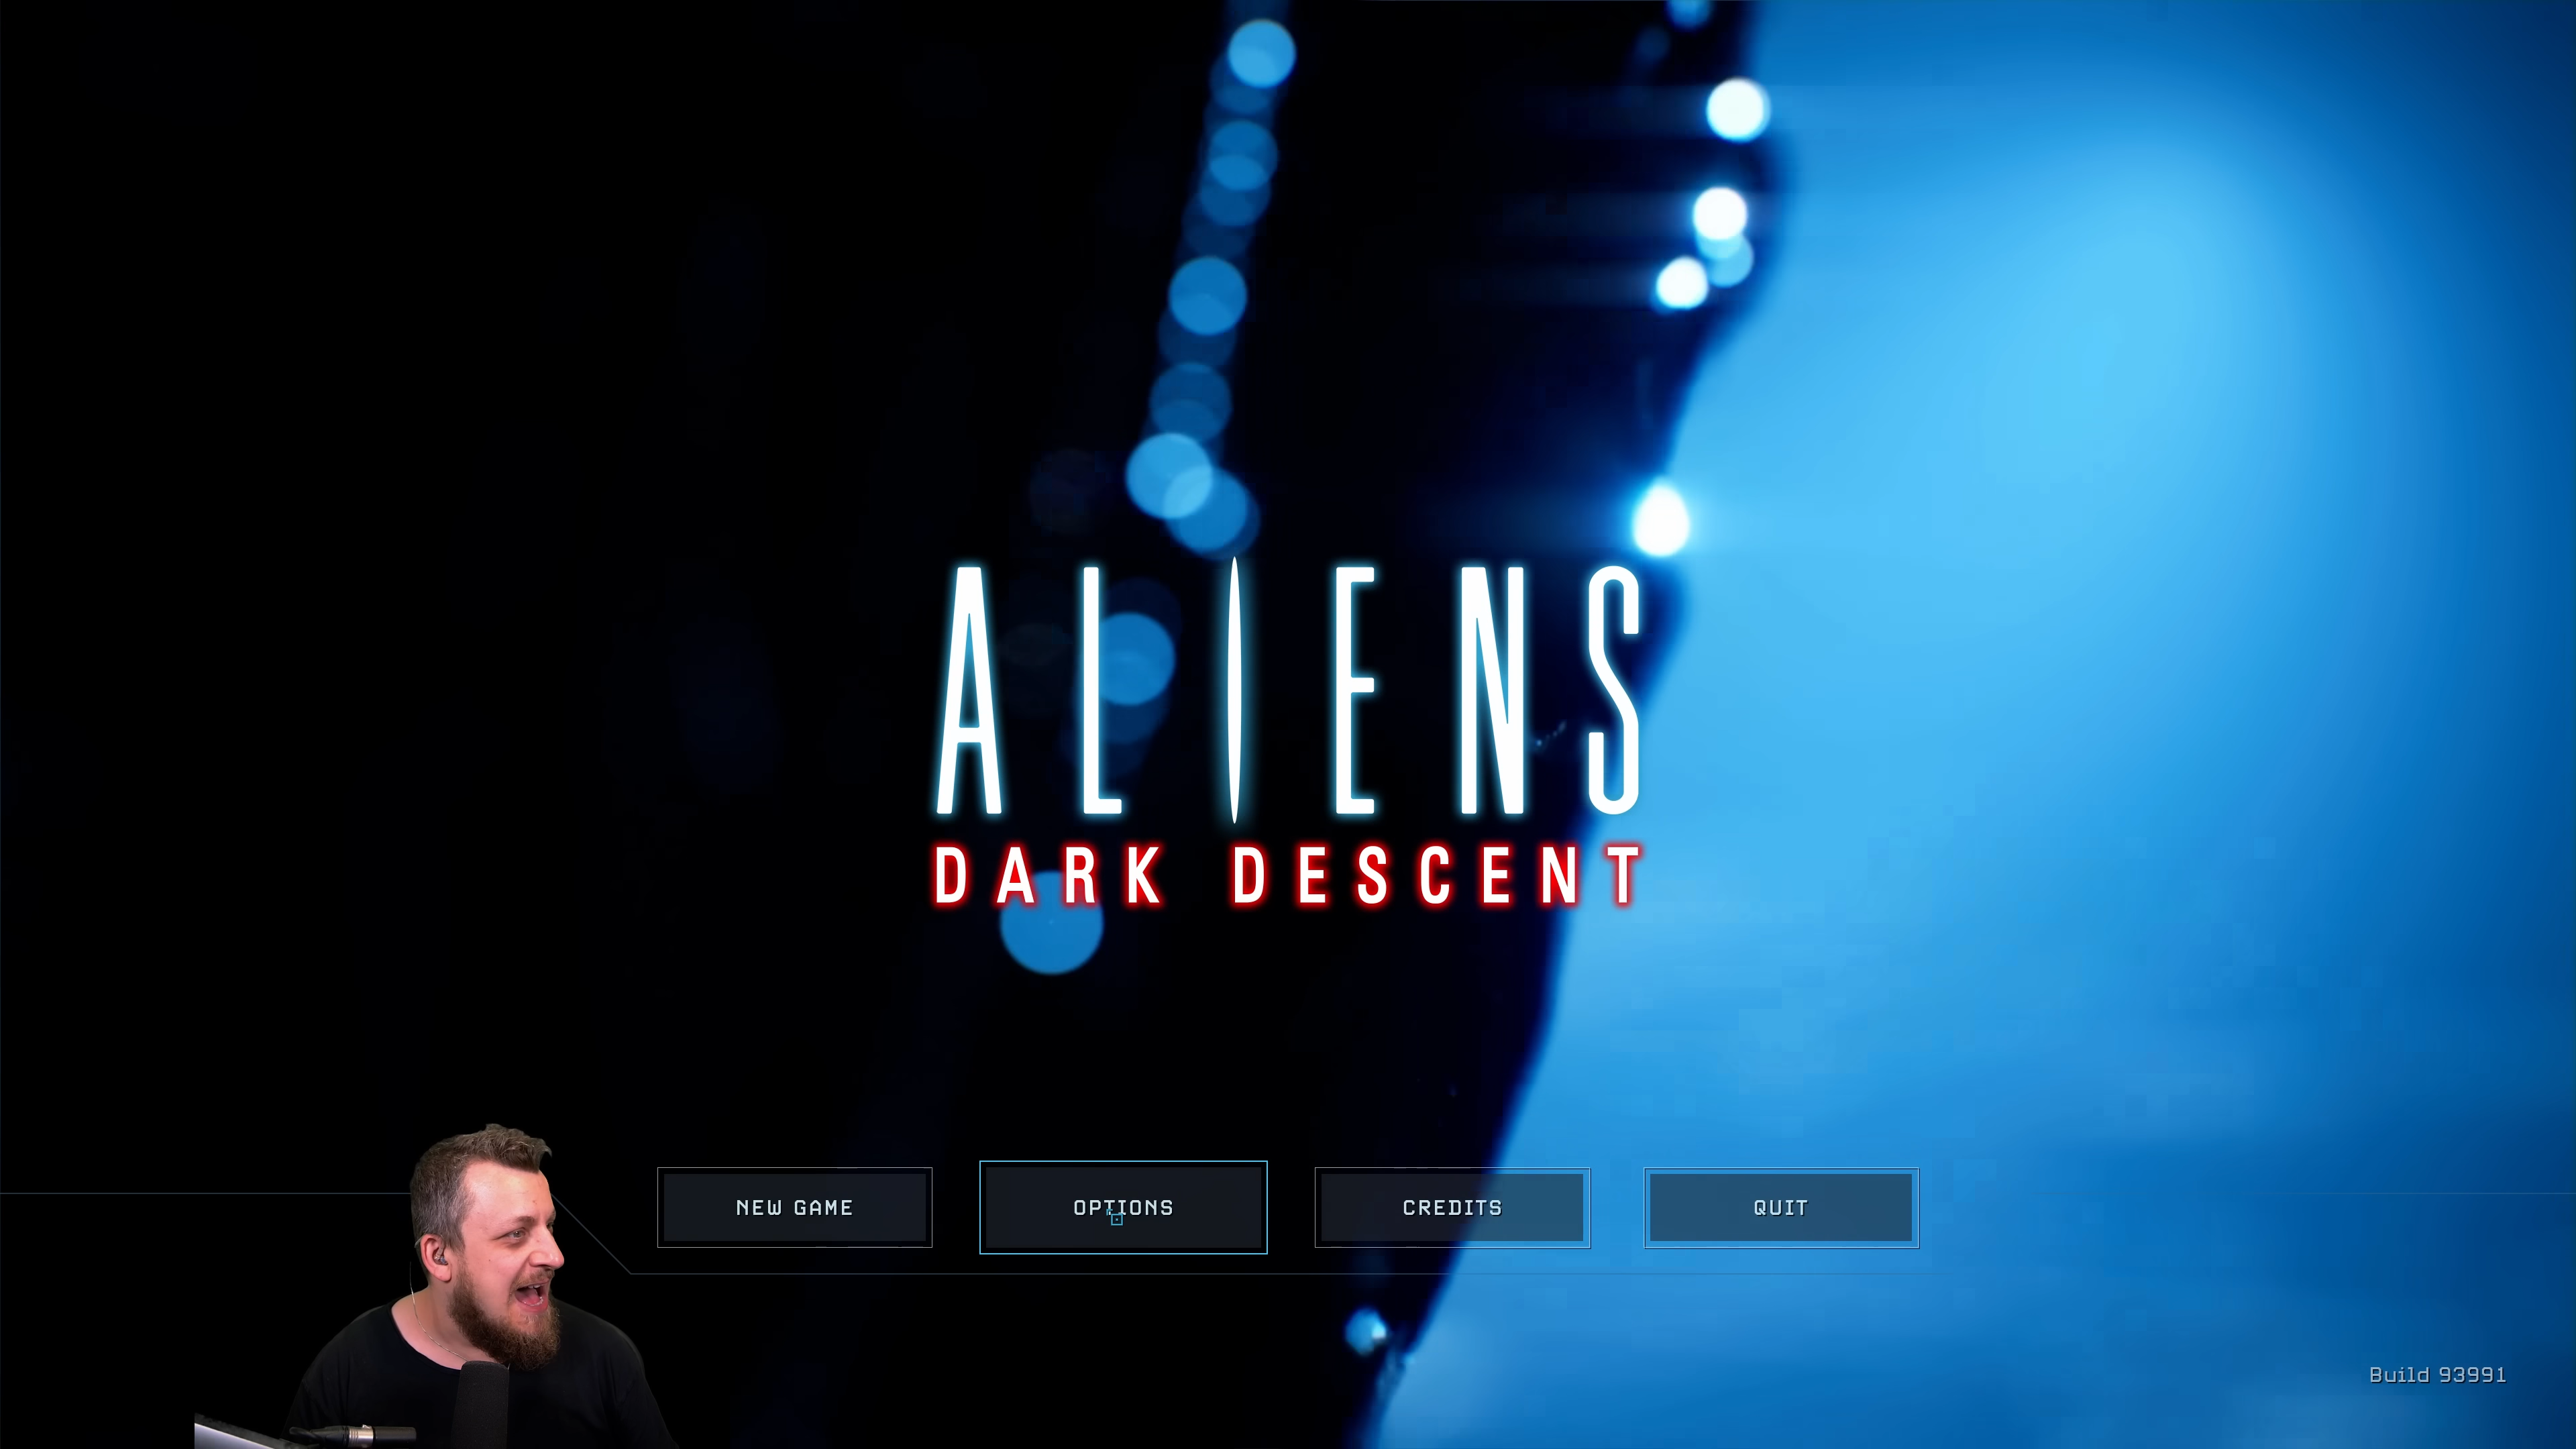 ALIENS
DARK DESCENT
NEW GAME
OPTIONS
CREDITS
QUIT
Build 93991